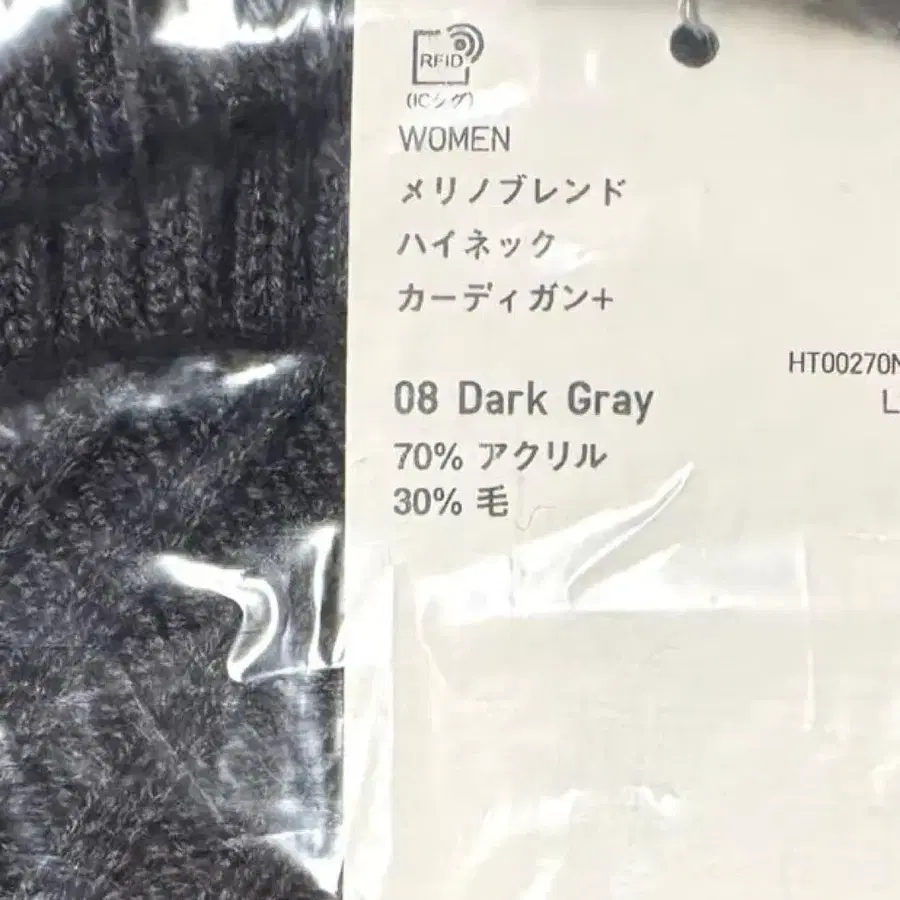 RFID
(ICタグ)
WOMEN
メリノブレンド
ハイネック
カーディガン+
HT00270N
08 Dark Gray
L
70% アクリル
30% 毛